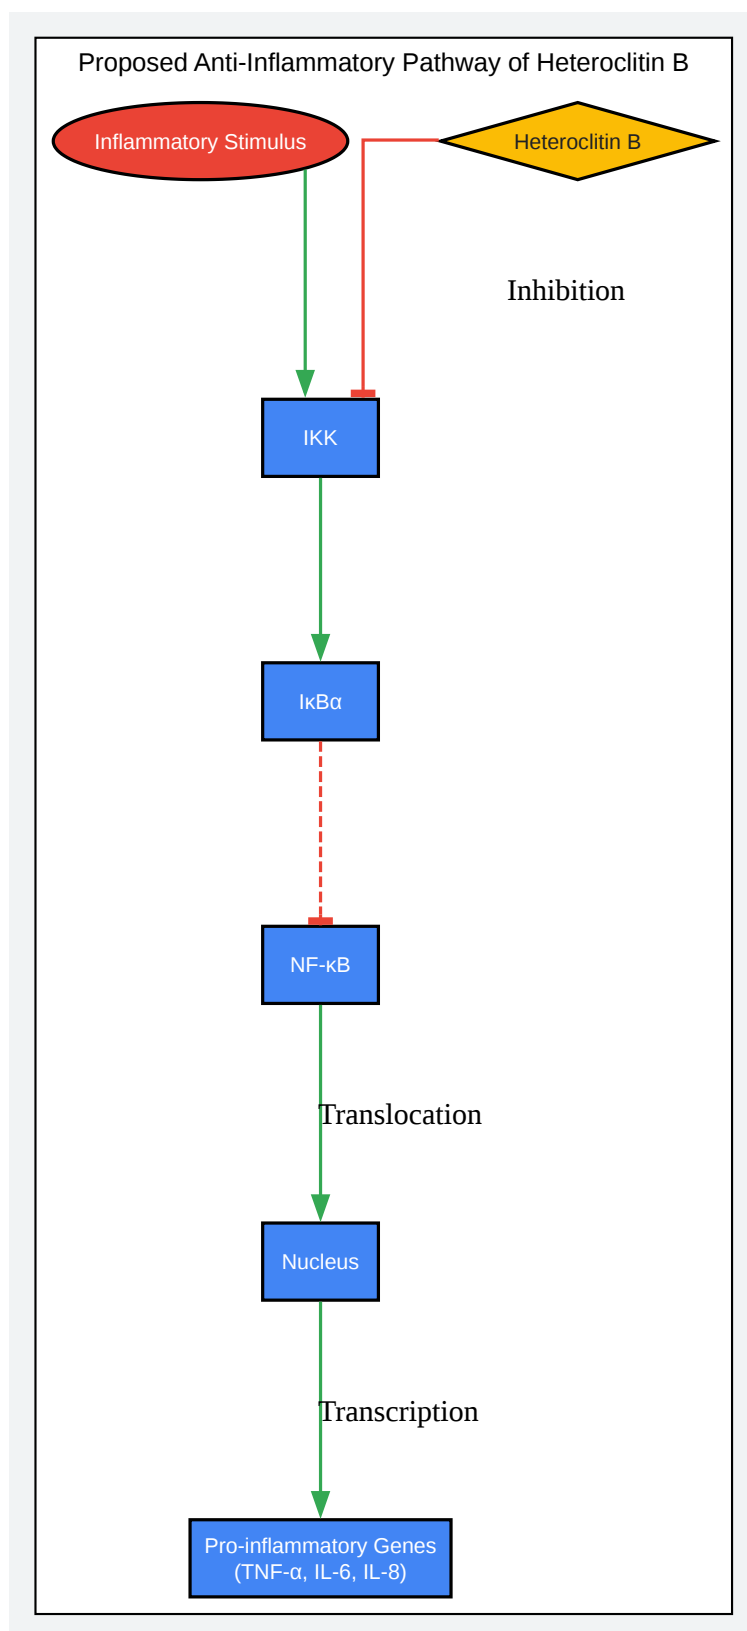 Proposed Anti-Inflammatory Pathway of Heteroclitin B
Inflammatory Stimulus
Heteroclitin B
Inhibition
IKK
IκBα
NF-κB
Translocation
Nucleus
Transcription
Pro-inflammatory Genes
(TNF-α, IL-6, IL-8)